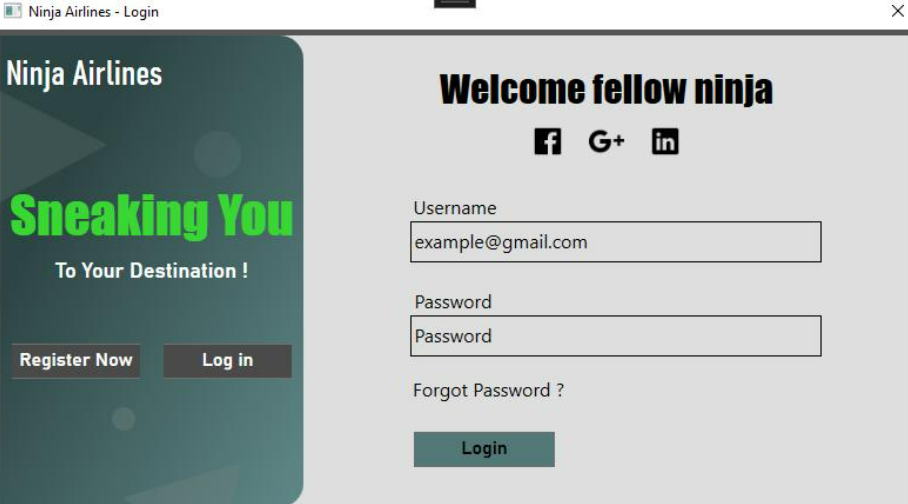 Ninja Airlines - Login
Ninja Airlines
Sneaking You
To Your Destination !
Register Now
Log in
Welcome fellow ninja
f G+ in
Username
example@gmail.com
Password
Password
Forgot Password ?
Login